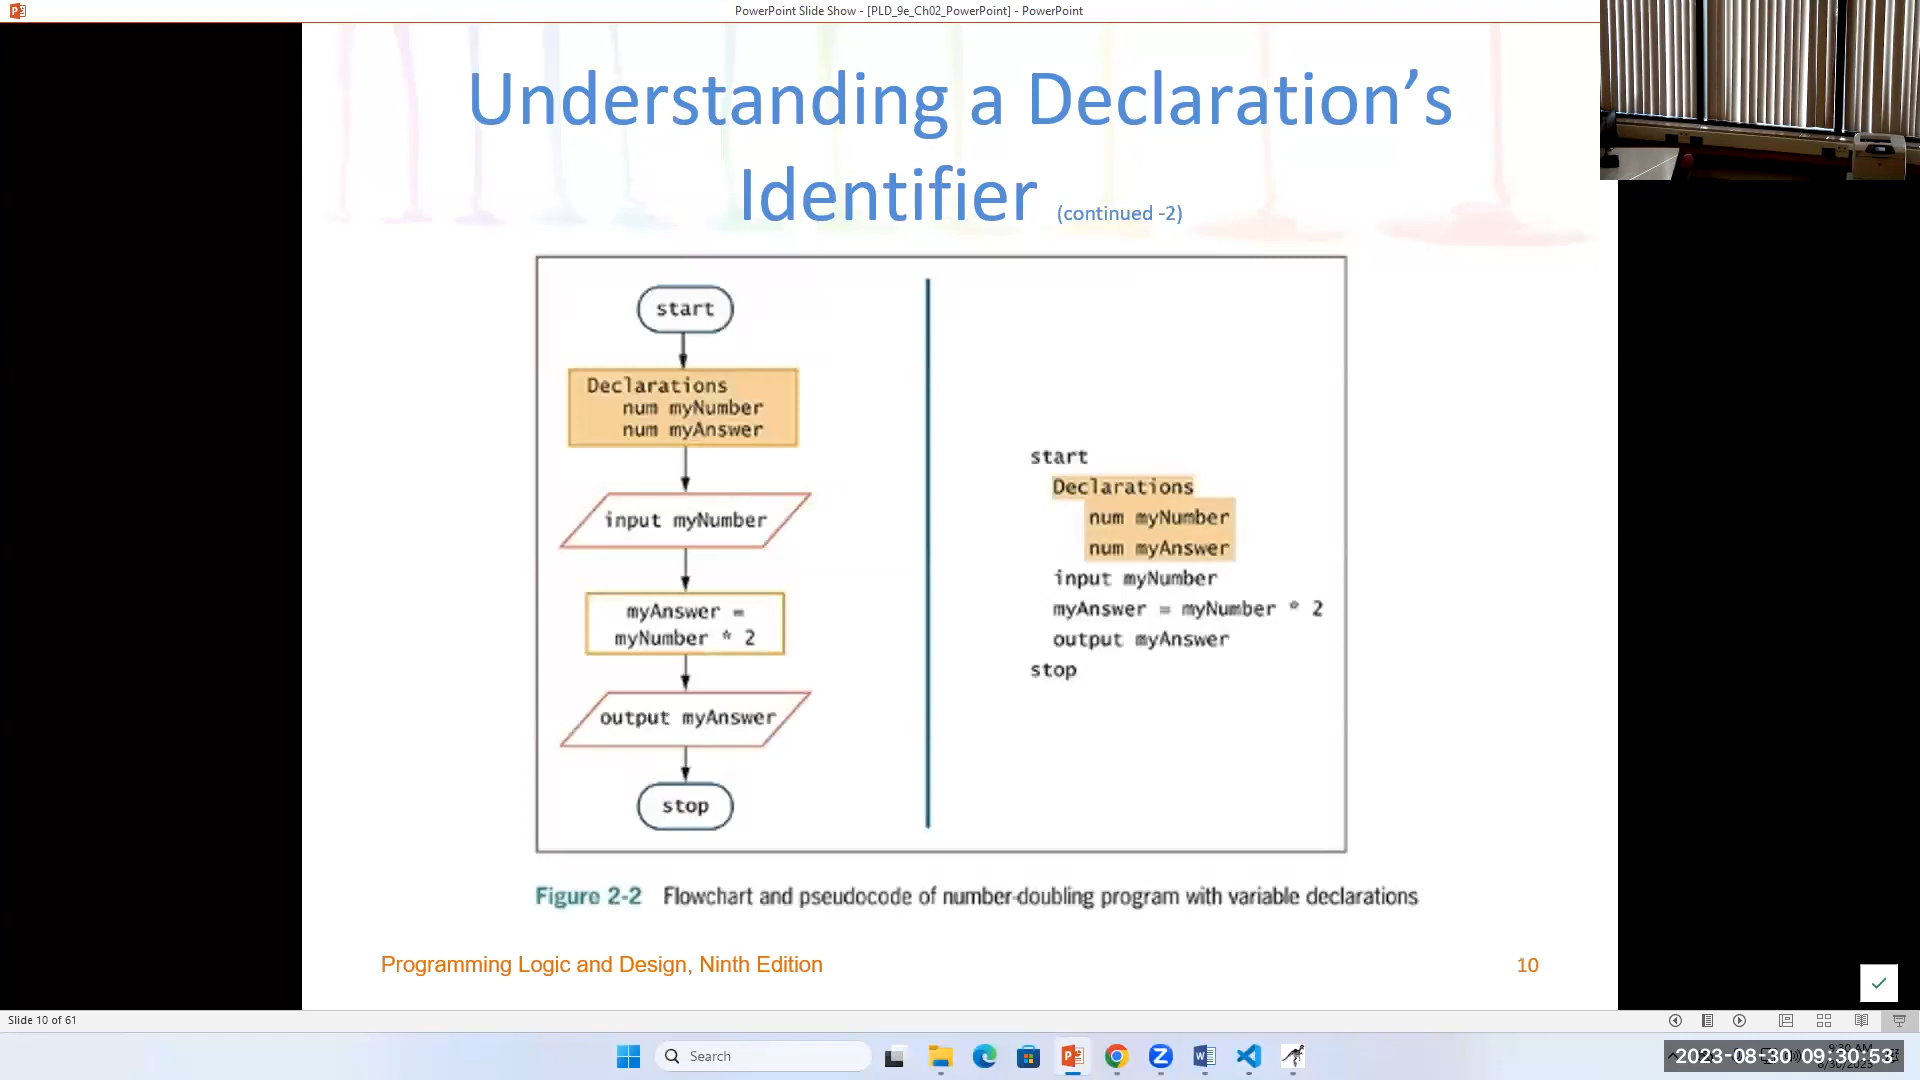 PowerPoint Slide Show - [PLD_9e_Ch02_PowerPoint] - PowerPoint
Understanding a Declaration’s
Identifier (continued -2)
start
Declarations
num myNumber
num myAnswer
input myNumber
myAnswer =
myNumber * 2
output myAnswer
stop
start
Declarations
num myNumber
num myAnswer
input myNumber
myAnswer = myNumber * 2
output myAnswer
stop
Figure 2-2 Flowchart and pseudocode of number-doubling program with variable declarations
Programming Logic and Design, Ninth Edition
10
Slide 10 of 61
Search
2023-08-30 09:30:53